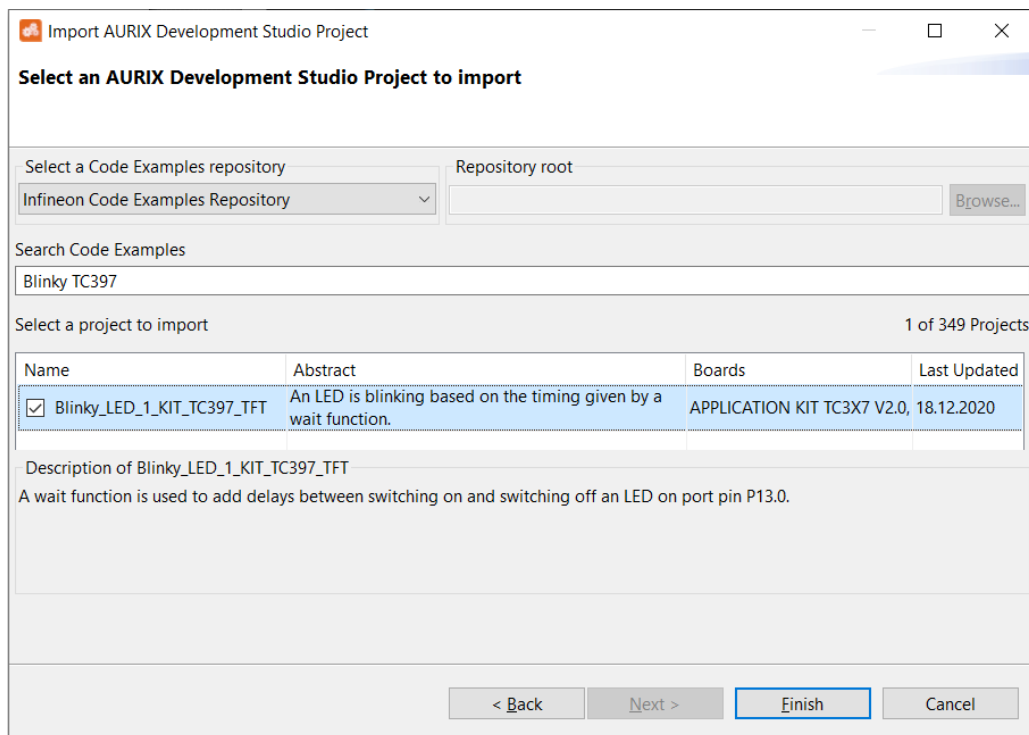 Import AURIX Development Studio Project
Select an AURIX Development Studio Project to import
Select a Code Examples repository
Repository root
Infineon Code Examples Repository
Browse...
Search Code Examples
Blinky TC397
Select a project to import
1 of 349 Projects
Name Abstract Boards Last Updated
Blinky_LED_1_KIT_TC397_TFT
An LED is blinking based on the timing given by a
wait function.
APPLICATION KIT TC3X7 V2.0,
18.12.2020
Description of Blinky_LED_1_KIT_TC397_TFT
A wait function is used to add delays between switching on and switching off an LED on port pin P13.0.
< Back Next > Finish Cancel